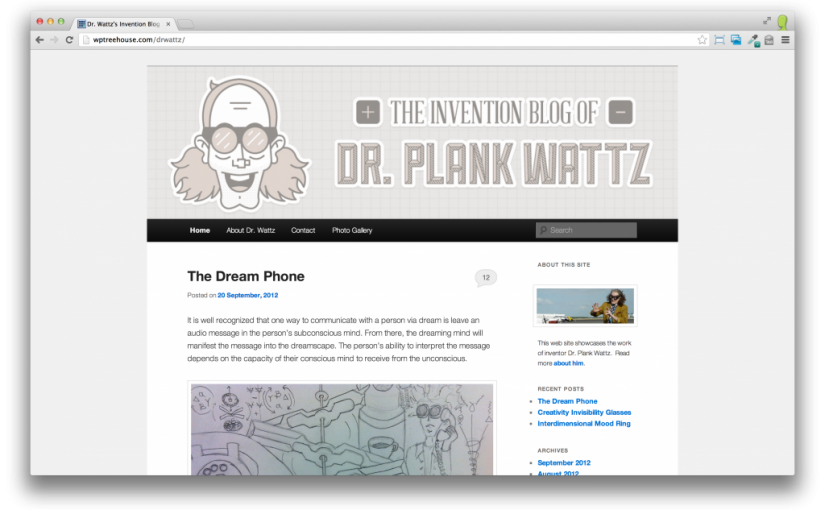 Dr. Wattz's Invention Blog
wptreehouse.com/drwattz/
THE INVENTION BLOG OF
DR. PLANK WATTZ
Home About Dr. Wattz Contact Photo Gallery Search
The Dream Phone 12
Posted on 20 September, 2012
It is well recognized that one way to communicate with a person via dream is leave an
audio message in the person's subconscious mind. From there, the dreaming mind will
manifest the message into the dreamscape. The person's ability to interpret the message
depends on the capacity of their conscious mind to receive from the unconscious.
ABOUT THIS SITE
This web site showcases the work
of inventor Dr. Plank Wattz. Read
more about him.
RECENT POSTS
The Dream Phone
Creativity Invisibility Glasses
Interdimensional Mood Ring
ARCHIVES
September 2012
August 2012